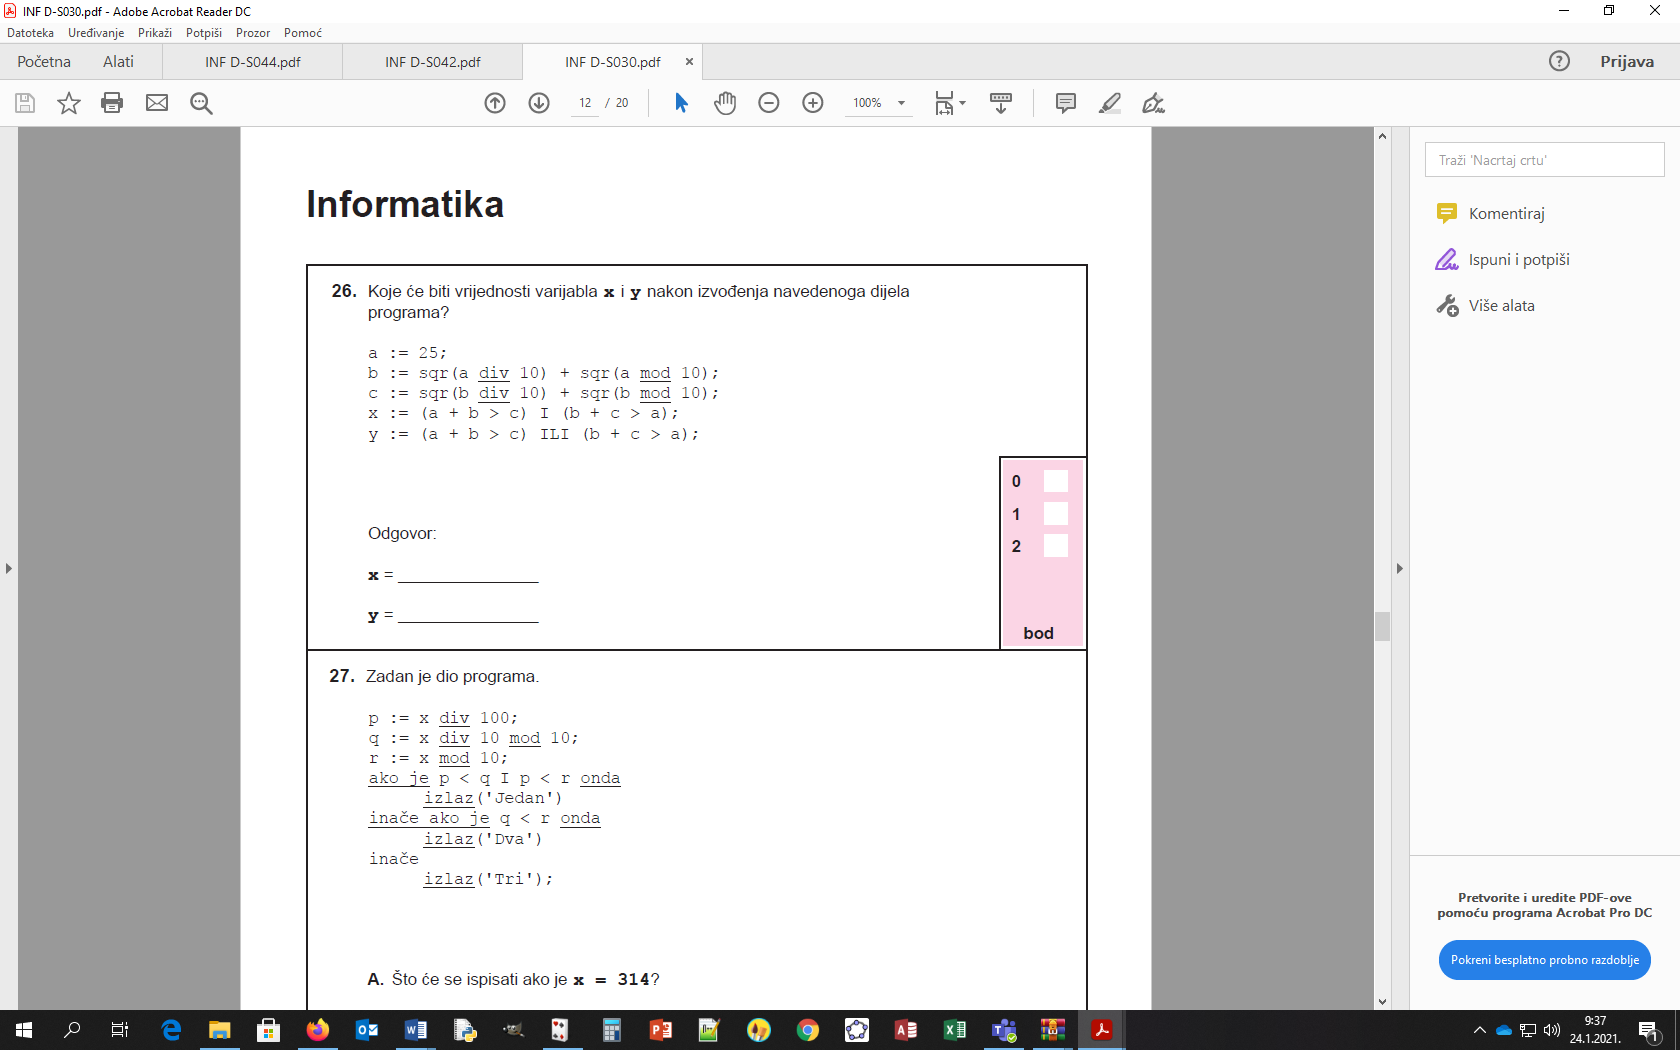 INF D-S030.pdf - Adobe Acrobat Reader DC
Datoteka Uređivanje Prikaži Potpiši Prozor Pomoć
Početna Alati INF D-S044.pdf INF D-S042.pdf INF D-S030.pdf × ? Prijava
12 / 20 100%
Traži 'Nacrtaj crtu'
Komentiraj
Ispuni i potpiši
Više alata
Pretvorite i uredite PDF-ove
pomoću programa Acrobat Pro DC
Pokreni besplatno probno razdoblje
Informatika
26. Koje će biti vrijednosti varijabla x i y nakon izvođenja navedenoga dijela
programa?
a := 25;
b := sqr(a div 10) + sqr(a mod 10);
c := sqr(b div 10) + sqr(b mod 10);
x := (a + b > c) I (b + c > a);
y := (a + b > c) ILI (b + c > a);
Odgovor:
x = _______________
y = _______________
0
1
2
bod
27. Zadan je dio programa.
p := x div 100;
q := x div 10 mod 10;
r := x mod 10;
ako je p < q I p < r onda
izlaz('Jedan')
inače ako je q < r onda
izlaz('Dva')
inače
izlaz('Tri');
A. Što će se ispisati ako je x = 314?
9:37
24.1.2021.
1